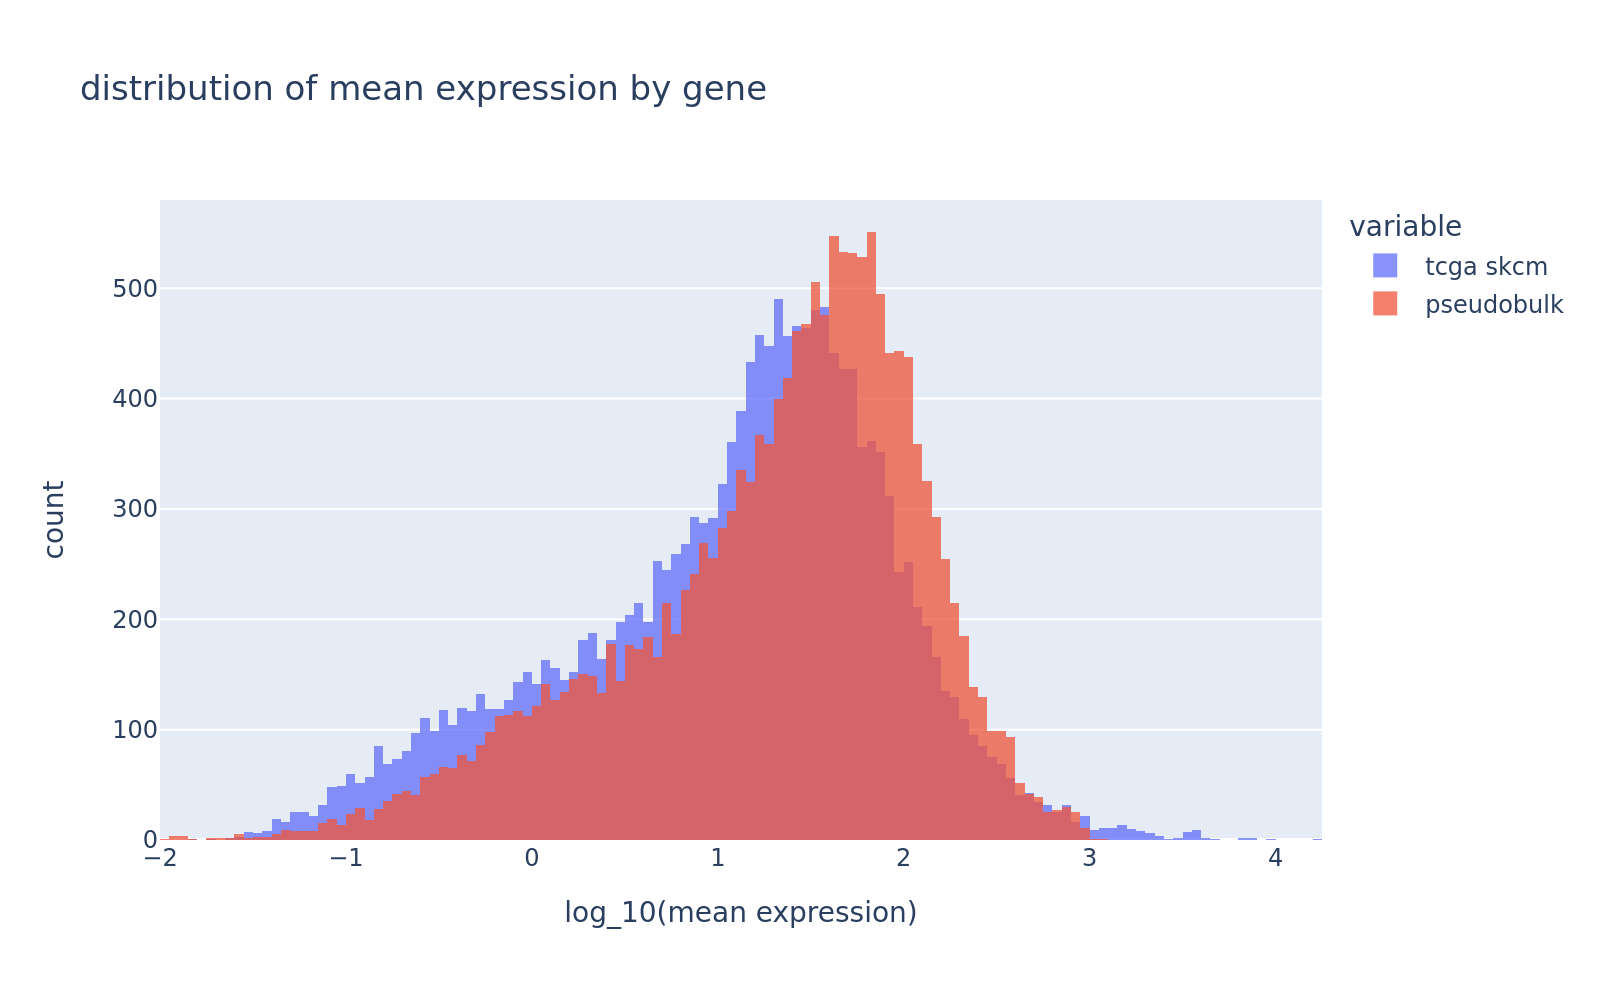 distribution of mean expression by gene
variable
tcga skcm
pseudobulk
500
400
300
200
100
0
count
−2
−1
0
1
2
3
4
log_10(mean expression)